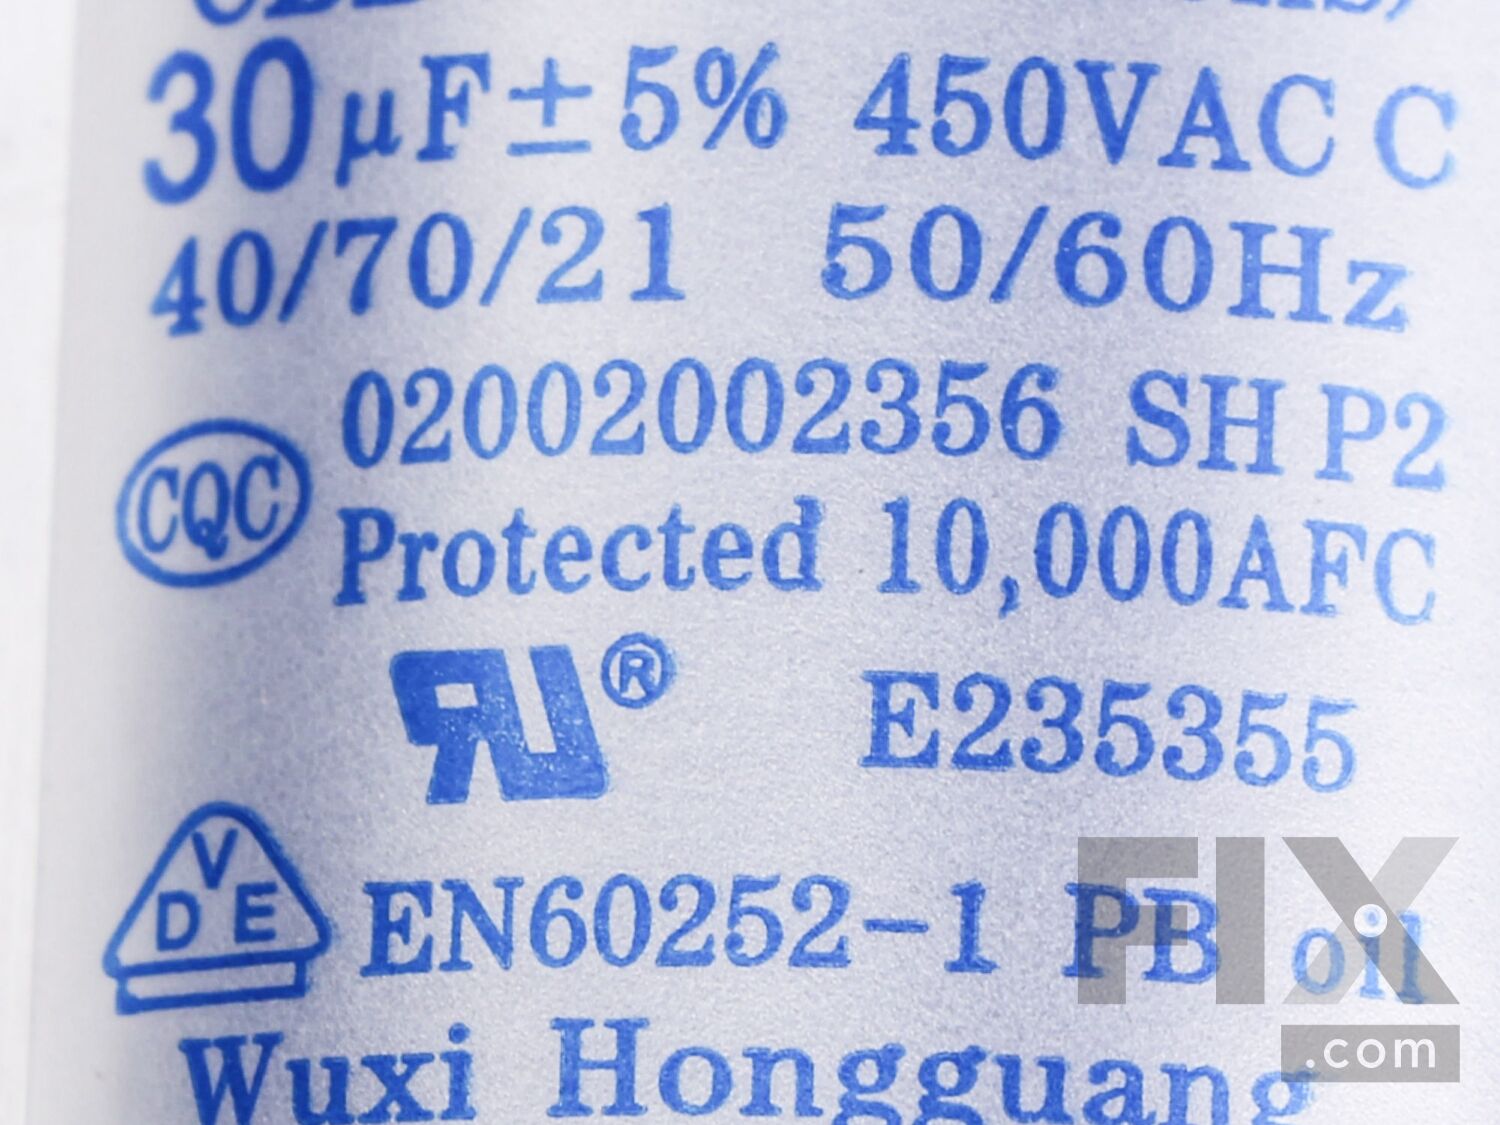 30μF±5% 450VAC C
40/70/21 50/60Hz
CQC 02002002356 SH P2
Protected 10,000AFC
RU® E235355
VDE EN60252-1 PB oil
Wuxi Hongguang
FIX
.com